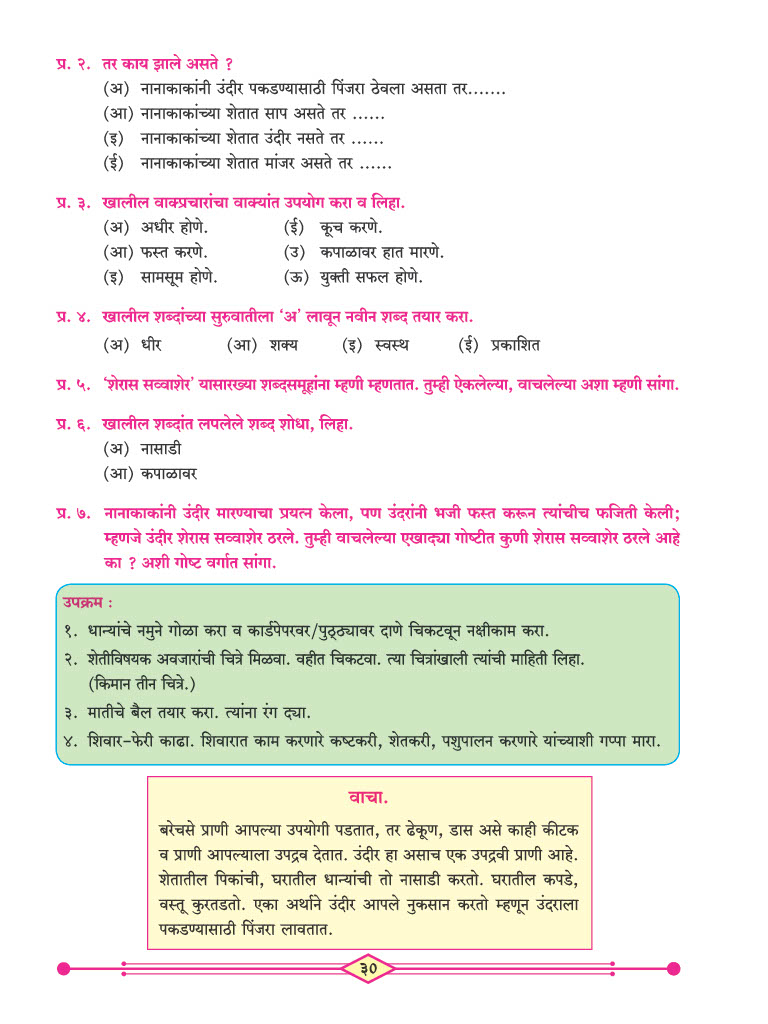 प्र. २. तर काय झाले असते ?
(अ) नानाकाकांनी उंदीर पकडण्यासाठी पिंजरा ठेवला असता तर.......
(आ) नानाकाकांच्या शेतात साप असते तर ......
(इ) नानाकाकांच्या शेतात उंदीर नसते तर ......
(ई) नानाकाकांच्या शेतात मांजर असते तर ......
प्र. ३. खालील वाक्प्रचारांचा वाक्यांत उपयोग करा व लिहा.
(अ) अधीर होणे. (ई) कूच करणे.
(आ) फस्त करणे. (उ) कपाळावर हात मारणे.
(इ) सामसूम होणे. (ऊ) युक्ती सफल होणे.
प्र. ४. खालील शब्दांच्या सुरुवातीला ‘अ’ लावून नवीन शब्द तयार करा.
(अ) धीर (आ) शक्य (इ) स्वस्थ (ई) प्रकाशित
प्र. ५. ‘शेरास सव्वाशेर’ यासारख्या शब्दसमूहांना म्हणी म्हणतात. तुम्ही ऐकलेल्या, वाचलेल्या अशा म्हणी सांगा.
प्र. ६. खालील शब्दांत लपलेले शब्द शोधा, लिहा.
(अ) नासाडी
(आ) कपाळावर
प्र. ७. नानाकाकांनी उंदीर मारण्याचा प्रयत्न केला, पण उंदरांनी भजी फस्त करून त्यांचीच फजिती केली;
म्हणजे उंदीर शेरास सव्वाशेर ठरले. तुम्ही वाचलेल्या एखाद्या गोष्टीत कुणी शेरास सव्वाशेर ठरले आहे
का ? अशी गोष्ट वर्गात सांगा.
उपक्रम :
१. धान्यांचे नमुने गोळा करा व कार्डपेपरवर/पुठ्ठ्यावर दाणे चिकटवून नक्षीकाम करा.
२. शेतीविषयक अवजारांची चित्रे मिळवा. वहीत चिकटवा. त्या चित्रांखाली त्यांची माहिती लिहा.
(किमान तीन चित्रे.)
३. मातीचे बैल तयार करा. त्यांना रंग द्या.
४. शिवार-फेरी काढा. शिवारात काम करणारे कष्टकरी, शेतकरी, पशुपालन करणारे यांच्याशी गप्पा मारा.
वाचा.
बरेचसे प्राणी आपल्या उपयोगी पडतात, तर ढेकूण, डास असे काही कीटक
व प्राणी आपल्याला उपद्रव देतात. उंदीर हा असाच एक उपद्रवी प्राणी आहे.
शेतातील पिकांची, घरातील धान्यांची तो नासाडी करतो. घरातील कपडे,
वस्तू कुरतडतो. एका अर्थाने उंदीर आपले नुकसान करतो म्हणून उंदराला
पकडण्यासाठी पिंजरा लावतात.
३०